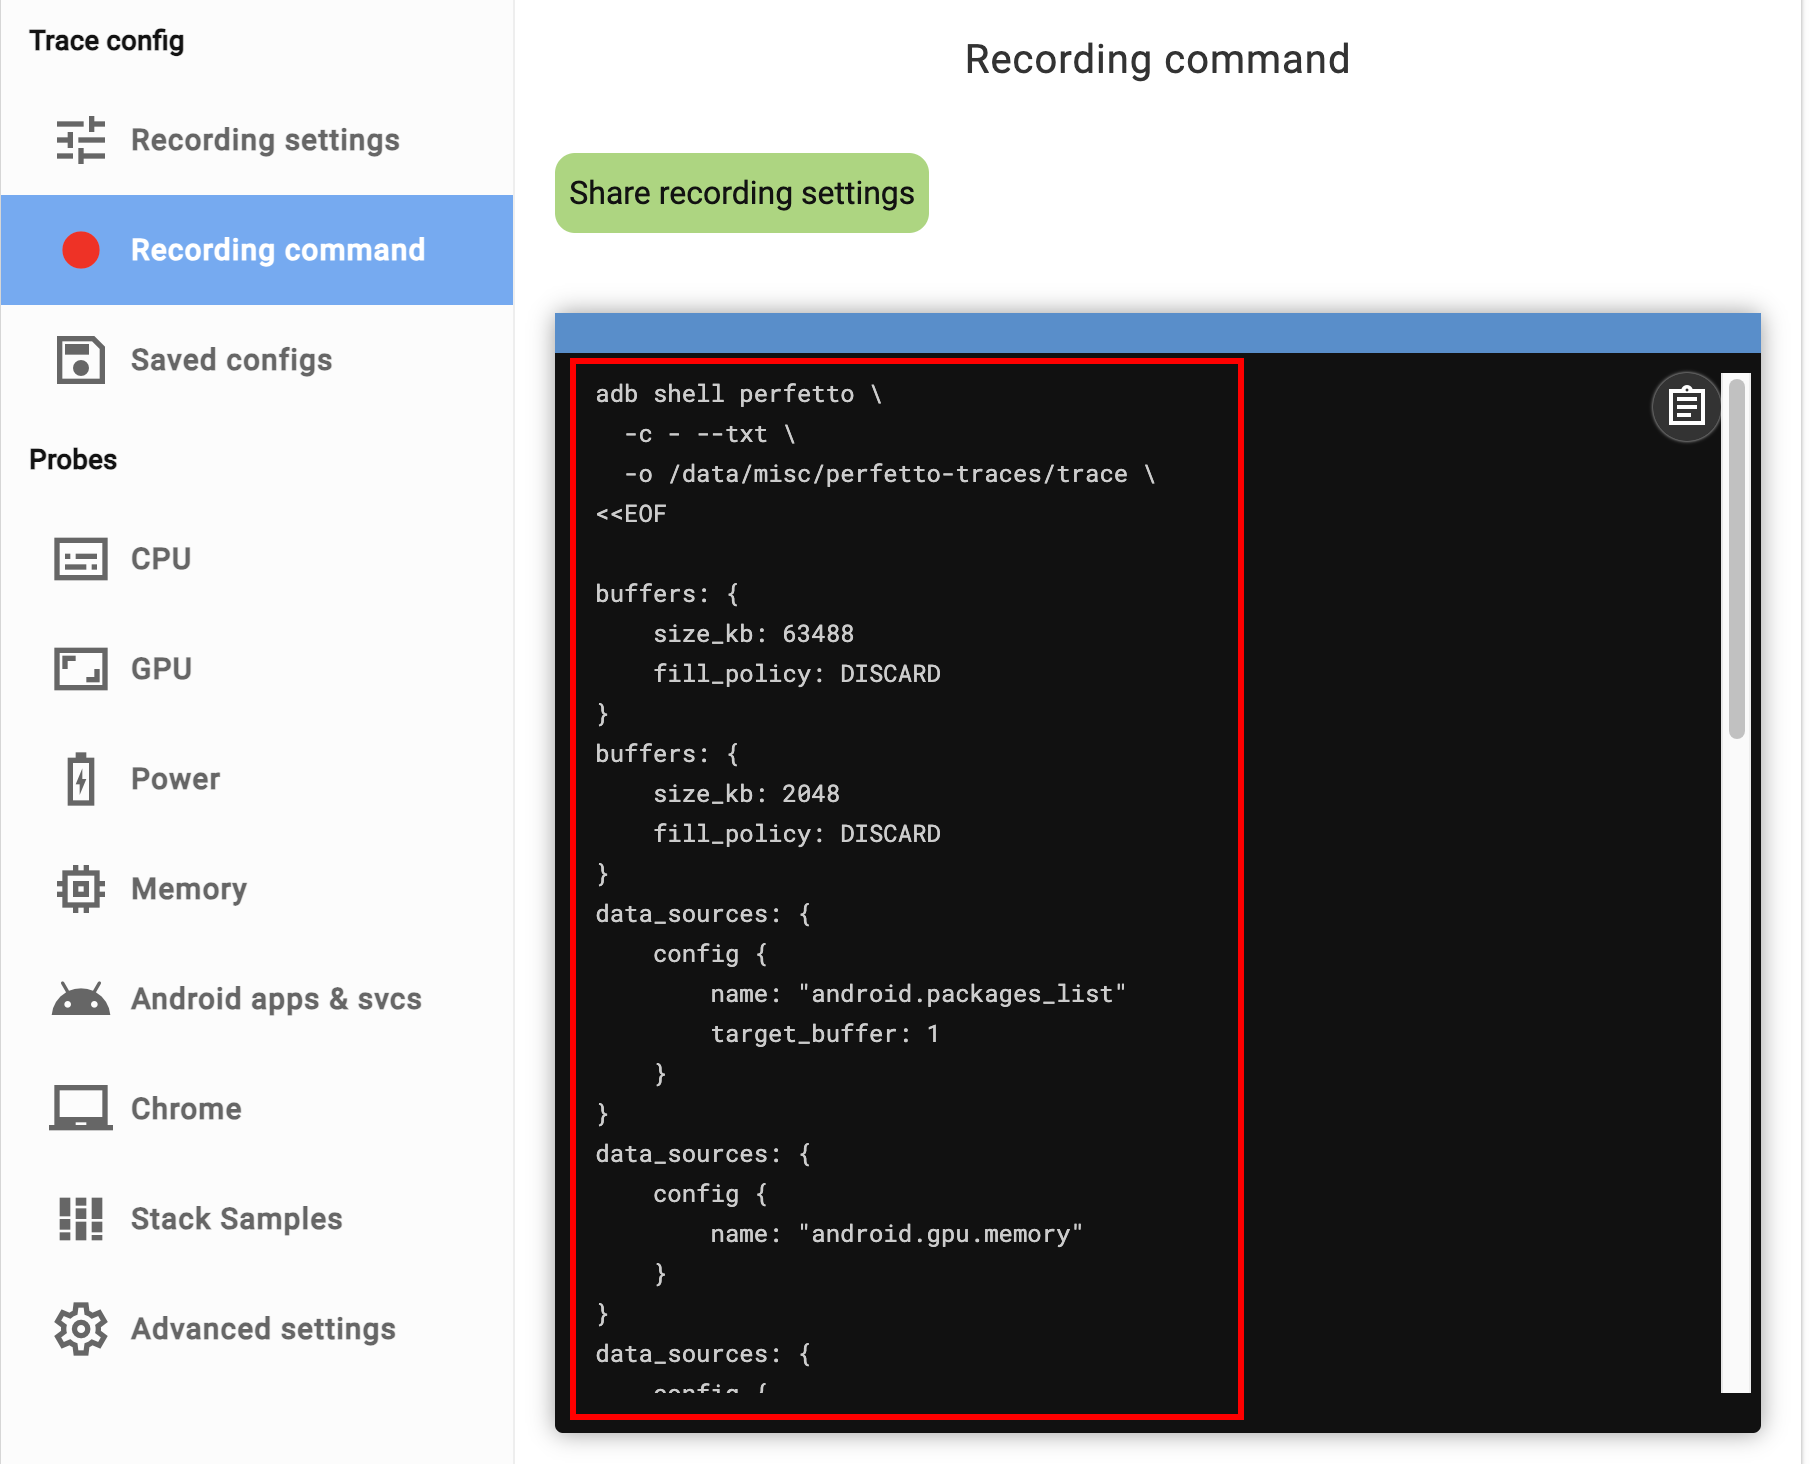 Trace config
Recording settings
Recording command
Saved configs
Probes
CPU
GPU
Power
Memory
Android apps & svcs
Chrome
Stack Samples
Advanced settings
Recording command
Share recording settings
adb shell perfetto \
  -c - --txt \
  -o /data/misc/perfetto-traces/trace \
<<EOF

buffers: {
    size_kb: 63488
    fill_policy: DISCARD
}
buffers: {
    size_kb: 2048
    fill_policy: DISCARD
}
data_sources: {
    config {
        name: "android.packages_list"
        target_buffer: 1
    }
}
data_sources: {
    config {
        name: "android.gpu.memory"
    }
}
data_sources: {
    config {